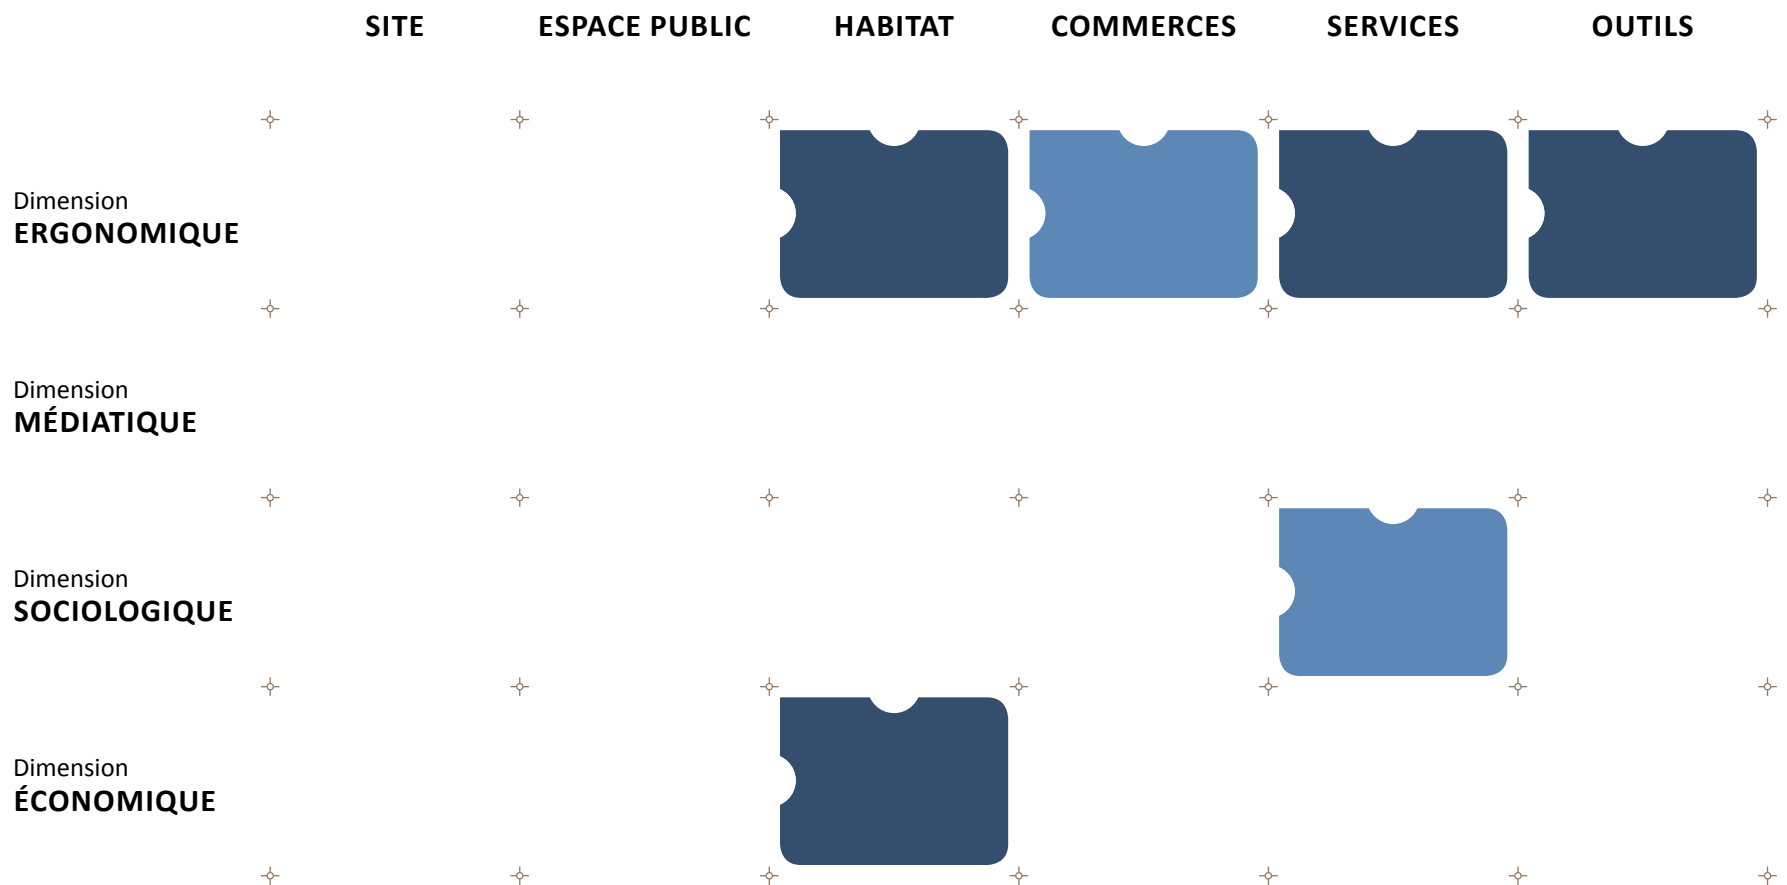 SITE
ESPACE PUBLIC
HABITAT
COMMERCES
SERVICES
OUTILS
Dimension
ERGONOMIQUE
Dimension
MÉDIATIQUE
Dimension
SOCIOLOGIQUE
Dimension
ÉCONOMIQUE